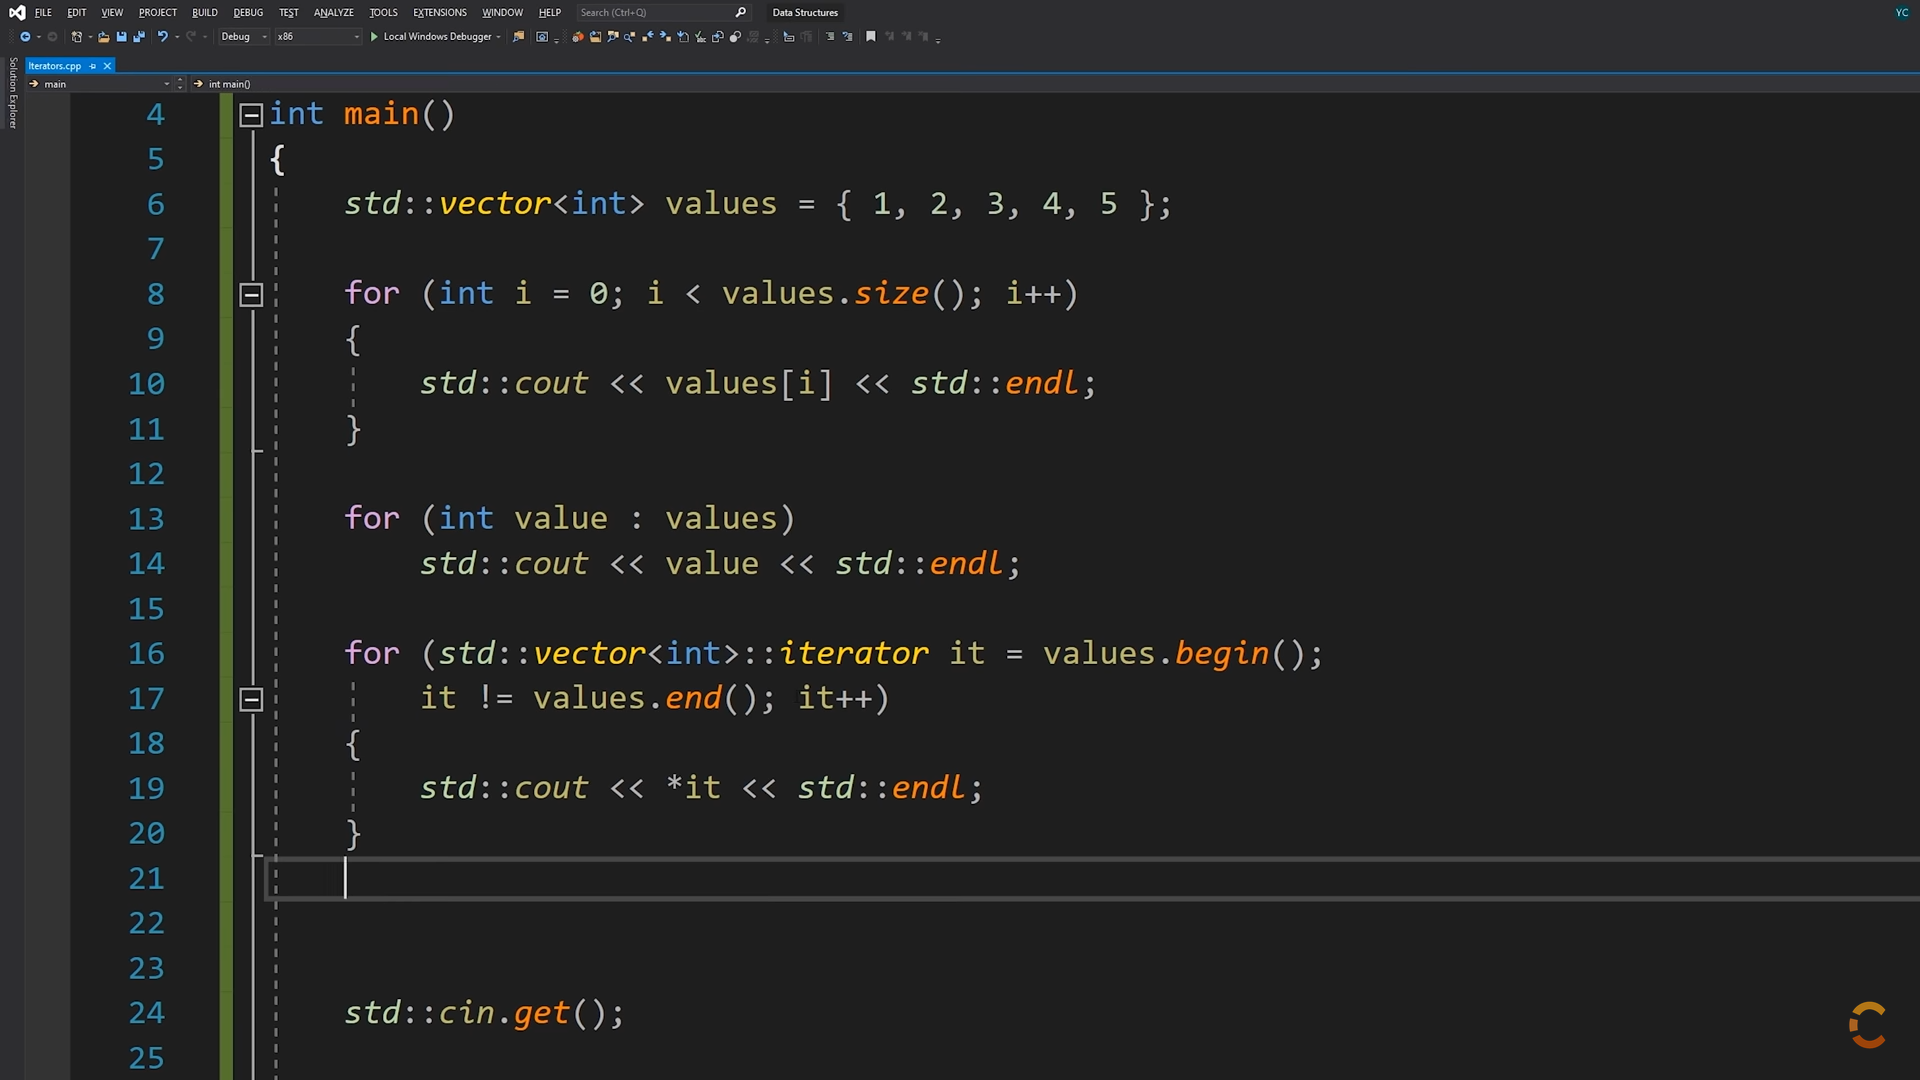 FILE EDIT VIEW PROJECT BUILD DEBUG TEST ANALYZE TOOLS EXTENSIONS WINDOW HELP Search (Ctrl+Q) Data Structures YC
Debug x86 Local Windows Debugger
Solution Explorer
Iterators.cpp
main int main()
4 int main()
5 {
6 std::vector<int> values = { 1, 2, 3, 4, 5 };
7
8 for (int i = 0; i < values.size(); i++)
9 {
10 std::cout << values[i] << std::endl;
11 }
12
13 for (int value : values)
14 std::cout << value << std::endl;
15
16 for (std::vector<int>::iterator it = values.begin();
17 it != values.end(); it++)
18 {
19 std::cout << *it << std::endl;
20 }
21
22
23
24 std::cin.get();
25